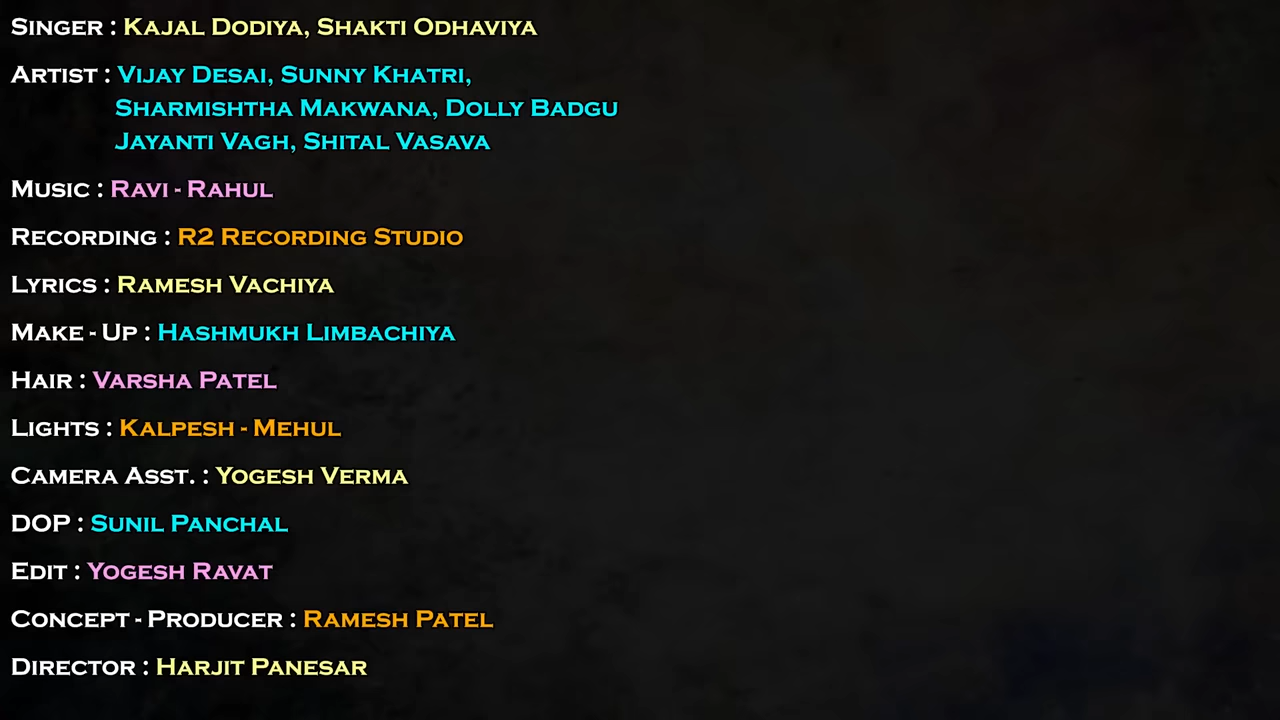 Singer : Kajal Dodiya, Shakti Odhaviya
Artist : Vijay Desai, Sunny Khatri,
Sharmishtha Makwana, Dolly Badgu
Jayanti Vagh, Shital Vasava
Music : Ravi - Rahul
Recording : R2 Recording Studio
Lyrics : Ramesh Vachiya
Make - Up : Hashmukh Limbachiya
Hair : Varsha Patel
Lights : Kalpesh - Mehul
Camera Asst. : Yogesh Verma
DOP : Sunil Panchal
Edit : Yogesh Ravat
Concept - Producer : Ramesh Patel
Director : Harjit Panesar